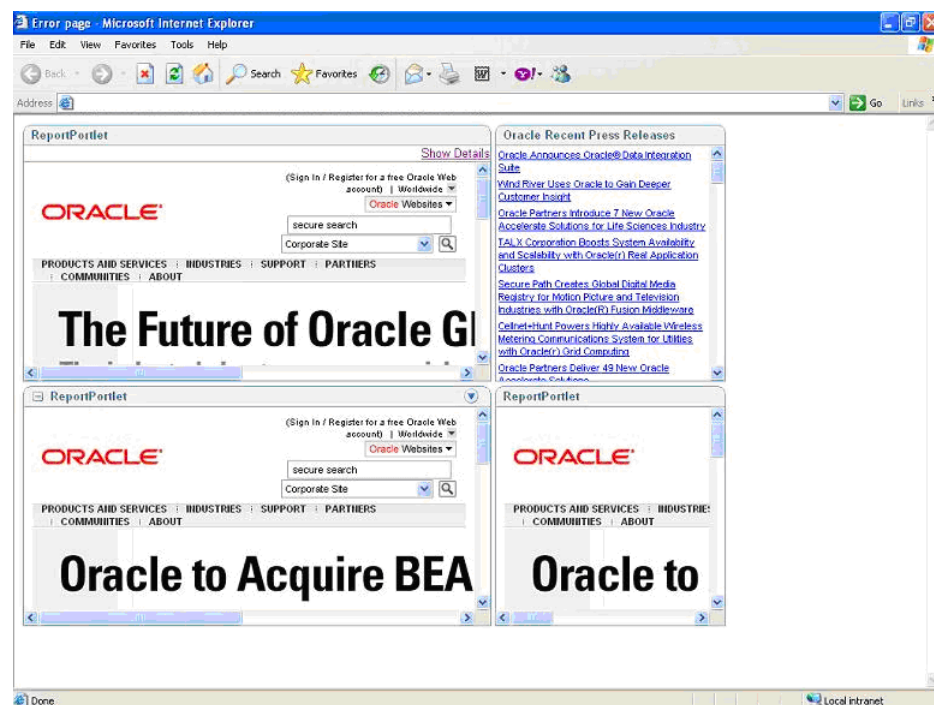 Error page - Microsoft Internet Explorer
File Edit View Favorites Tools Help
Back Search Favorites
Address Go Links
ReportPortlet
Show Details
(Sign In / Register for a free Oracle Web
account) | Worldwide
ORACLE
Oracle Websites
secure search
Corporate Site
PRODUCTS AND SERVICES INDUSTRIES SUPPORT PARTNERS
COMMUNITIES ABOUT
The Future of Oracle Gl
Oracle Recent Press Releases
Oracle Announces Oracle® Data Integration
Suite
Wind River Uses Oracle to Gain Deeper
Customer Insight
Oracle Partners Introduce 7 New Oracle
Accelerate Solutions for Life Sciences Industry
TALX Corporation Boosts System Availability
and Scalability with Oracle(r) Real Application
Clusters
Secure Path Creates Global Digital Media
Registry for Motion Picture and Television
Industries with Oracle(R) Fusion Middleware
Cellnet+Hunt Powers Highly Available Wireless
Metering Communications System for Utilities
with Oracle(r) Grid Computing
Oracle Partners Deliver 49 New Oracle
Accelerate Solutions
ReportPortlet
(Sign In / Register for a free Oracle Web
account) | Worldwide
ORACLE
Oracle Websites
secure search
Corporate Site
PRODUCTS AND SERVICES INDUSTRIES SUPPORT PARTNERS
COMMUNITIES ABOUT
Oracle to Acquire BEA
ReportPortlet
ORACLE
PRODUCTS AND SERVICES INDUSTRIES
COMMUNITIES ABOUT
Oracle to
Done
Local intranet